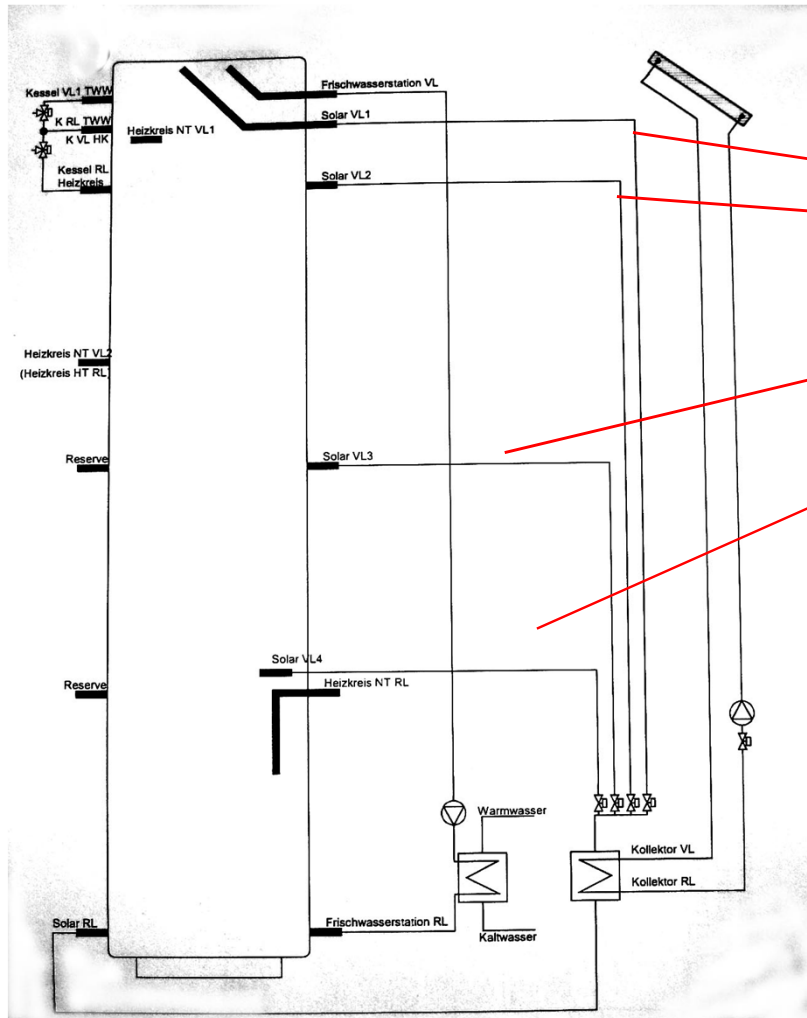 Kessel VL1 TWW
K RL TWW
K VL HK
Kessel RL
Heizkreis
Heizkreis NT VL1
Frischwasserstation VL
Solar VL1
Solar VL2
Heizkreis NT VL2
(Heizkreis HT RL)
Reserve
Solar VL3
Solar VL4
Heizkreis NT RL
Reserve
Warmwasser
Kollektor VL
Kollektor RL
Solar RL
Frischwasserstation RL
Kaltwasser